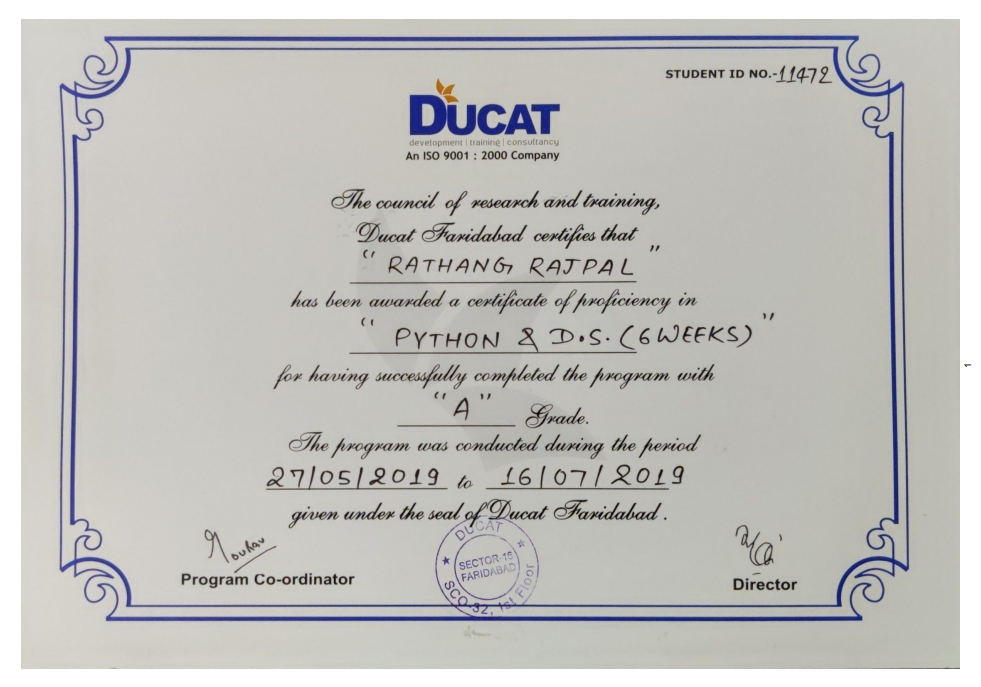 STUDENT ID NO.-11472
DUCAT
development | training | consultancy
An ISO 9001 : 2000 Company
The council of research and training,
Ducat Faridabad certifies that
" RATHANG RAJPAL "
has been awarded a certificate of proficiency in
" PYTHON & D.S. (6 WEEKS) "
for having successfully completed the program with
"A" Grade.
The program was conducted during the period
27/05/2019 to 16/07/2019
given under the seal of Ducat Faridabad.
DUCAT
SECTOR-16
FARIDABAD
SCO-32, 1st Floor
Program Co-ordinator
Director
1